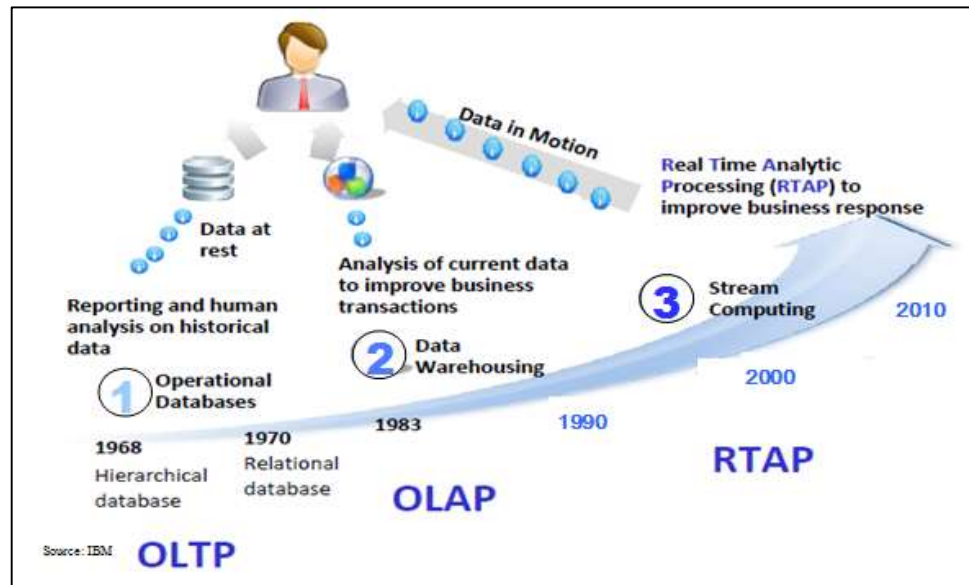 Data in Motion
Real Time Analytic
Processing (RTAP) to
improve business response
Data at
rest
Analysis of current data
to improve business
transactions
Reporting and human
analysis on historical
data
3
Stream
Computing
2010
2
Data
Warehousing
1
Operational
Databases
2000
1990
1983
1970
Relational
database
1968
Hierarchical
database
RTAP
OLAP
Source: IBM
OLTP